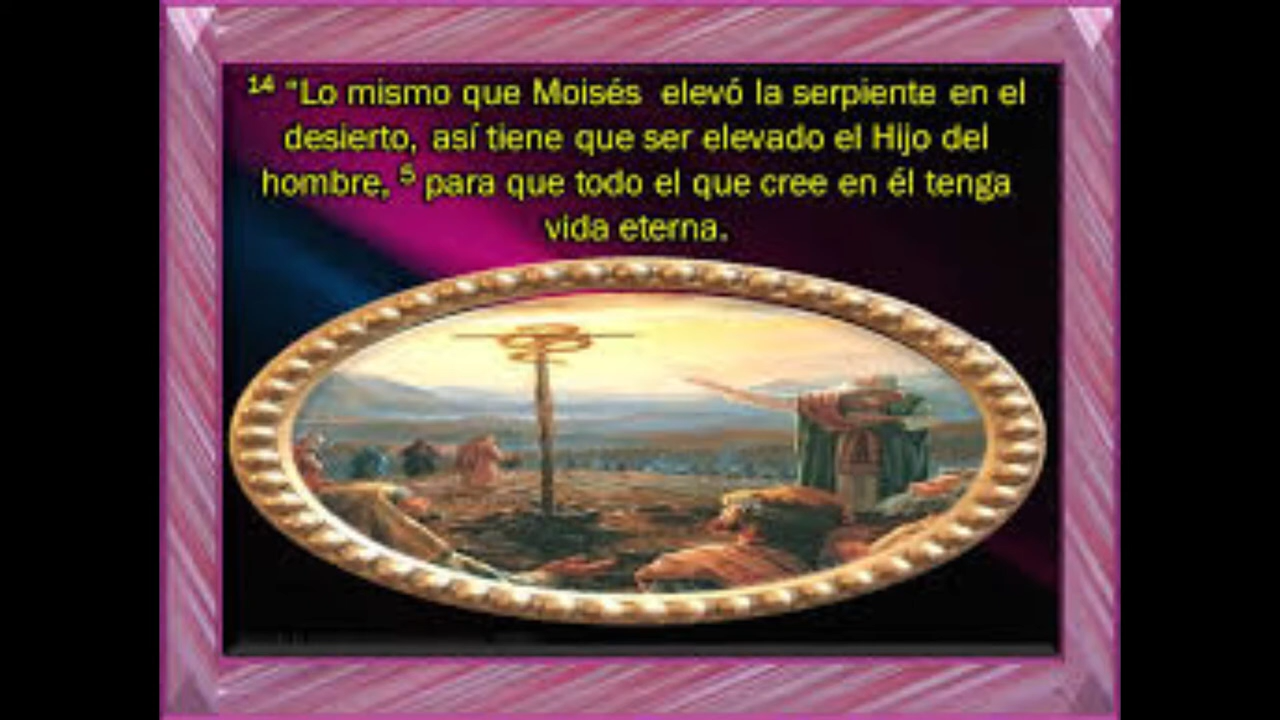 14 "Lo mismo que Moisés elevó la serpiente en el
desierto, así tiene que ser elevado el Hijo del
hombre, 5 para que todo el que cree en él tenga
vida eterna.